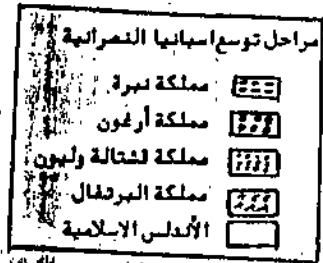 مراحل توسع اسبانيا النصرانية
مملكة نبرة
مملكة أرغون
مملكة قشتالة وليون
مملكة البرتغال
الأندلس الاسلامية